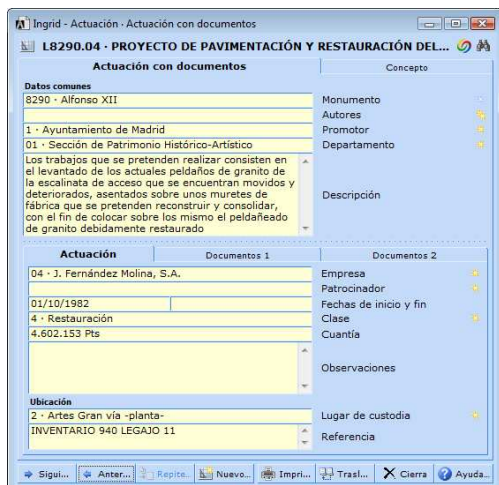 Ingrid - Actuación - Actuación con documentos
L8290.04 · PROYECTO DE PAVIMENTACIÓN Y RESTAURACIÓN DEL...
Actuación con documentos
Concepto
Datos comunes
8290 · Alfonso XII
Monumento
Autores
1 · Ayuntamiento de Madrid
Promotor
01 · Sección de Patrimonio Histórico-Artístico
Departamento
Los trabajos que se pretenden realizar consisten en
el levantado de los actuales peldaños de granito de
la escalinata de acceso que se encuentran movidos y
deteriorados, asentados sobre unos muretes de
fábrica que se pretenden reconstruir y consolidar,
con el fin de colocar sobre los mismo el peldañeado
de granito debidamente restaurado
Descripción
Actuación
Documentos 1
Documentos 2
04 · J. Fernández Molina, S.A.
Empresa
Patrocinador
01/10/1982
Fechas de inicio y fin
4 · Restauración
Clase
4.602.153 Pts
Cuantía
Observaciones
Ubicación
2 · Artes Gran vía -planta-
Lugar de custodia
INVENTARIO 940 LEGAJO 11
Referencia
Sigui... Anter... Repite... Nuevo... Impri... Trasl... Cierra Ayuda...